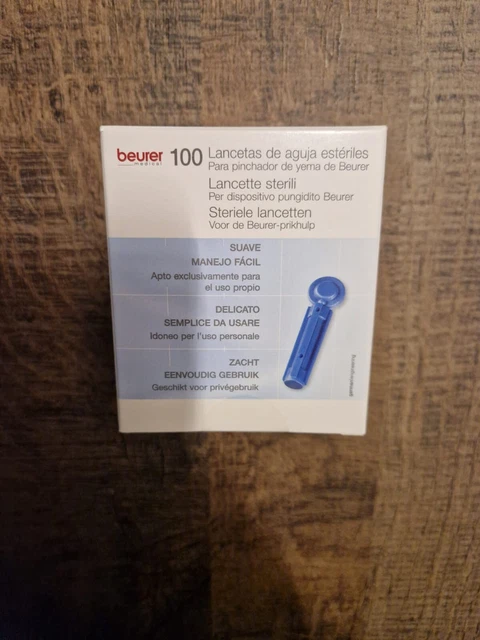 beurer
medical
100 Lancetas de aguja estériles
Para pinchador de yema de Beurer
Lancette sterili
Per dispositivo pungidito Beurer
Steriele lancetten
Voor de Beurer-prikhulp
SUAVE
MANEJO FÁCIL
Apto exclusivamente para
el uso propio
DELICATO
SEMPLICE DA USARE
Idoneo per l'uso personale
ZACHT
EENVOUDIG GEBRUIK
Geschikt voor privégebruik